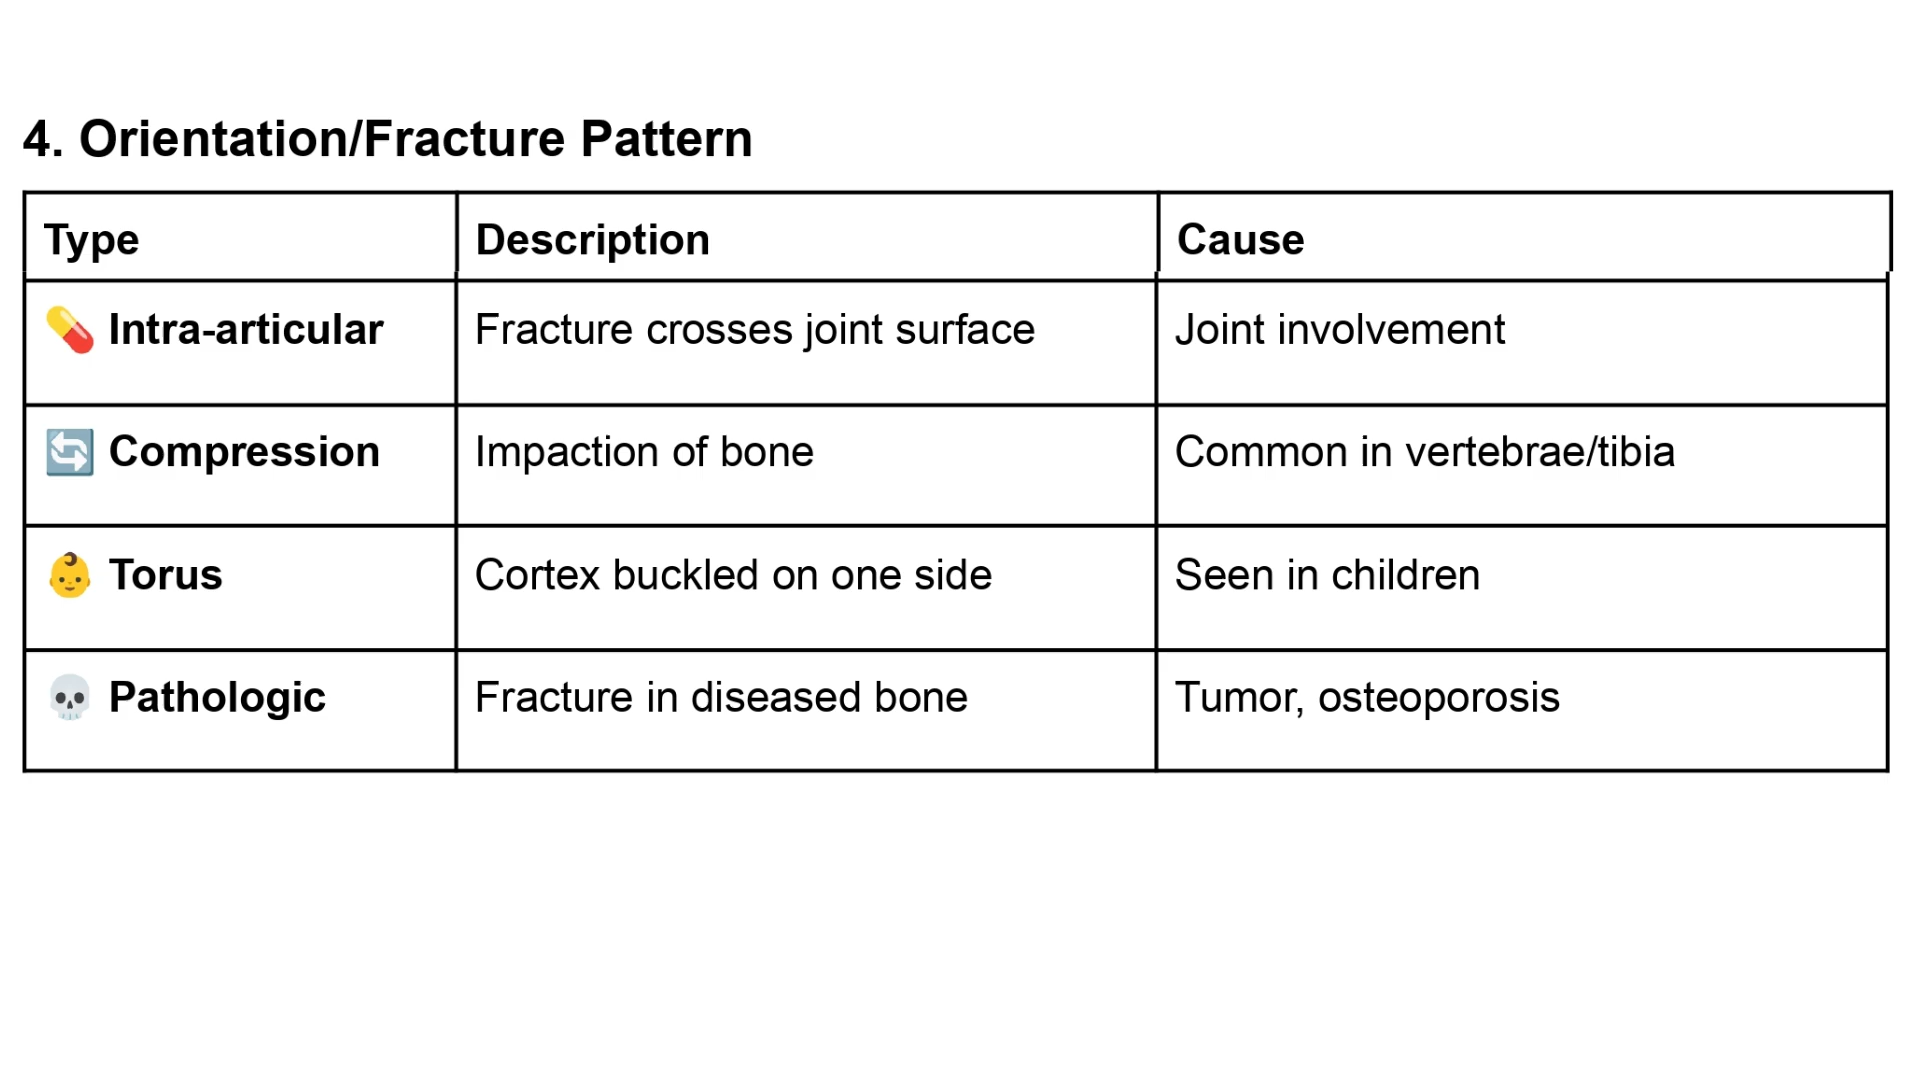 4. Orientation/Fracture Pattern
Type Description Cause
💊 Intra-articular Fracture crosses joint surface Joint involvement
🔄 Compression Impaction of bone Common in vertebrae/tibia
👶 Torus Cortex buckled on one side Seen in children
💀 Pathologic Fracture in diseased bone Tumor, osteoporosis